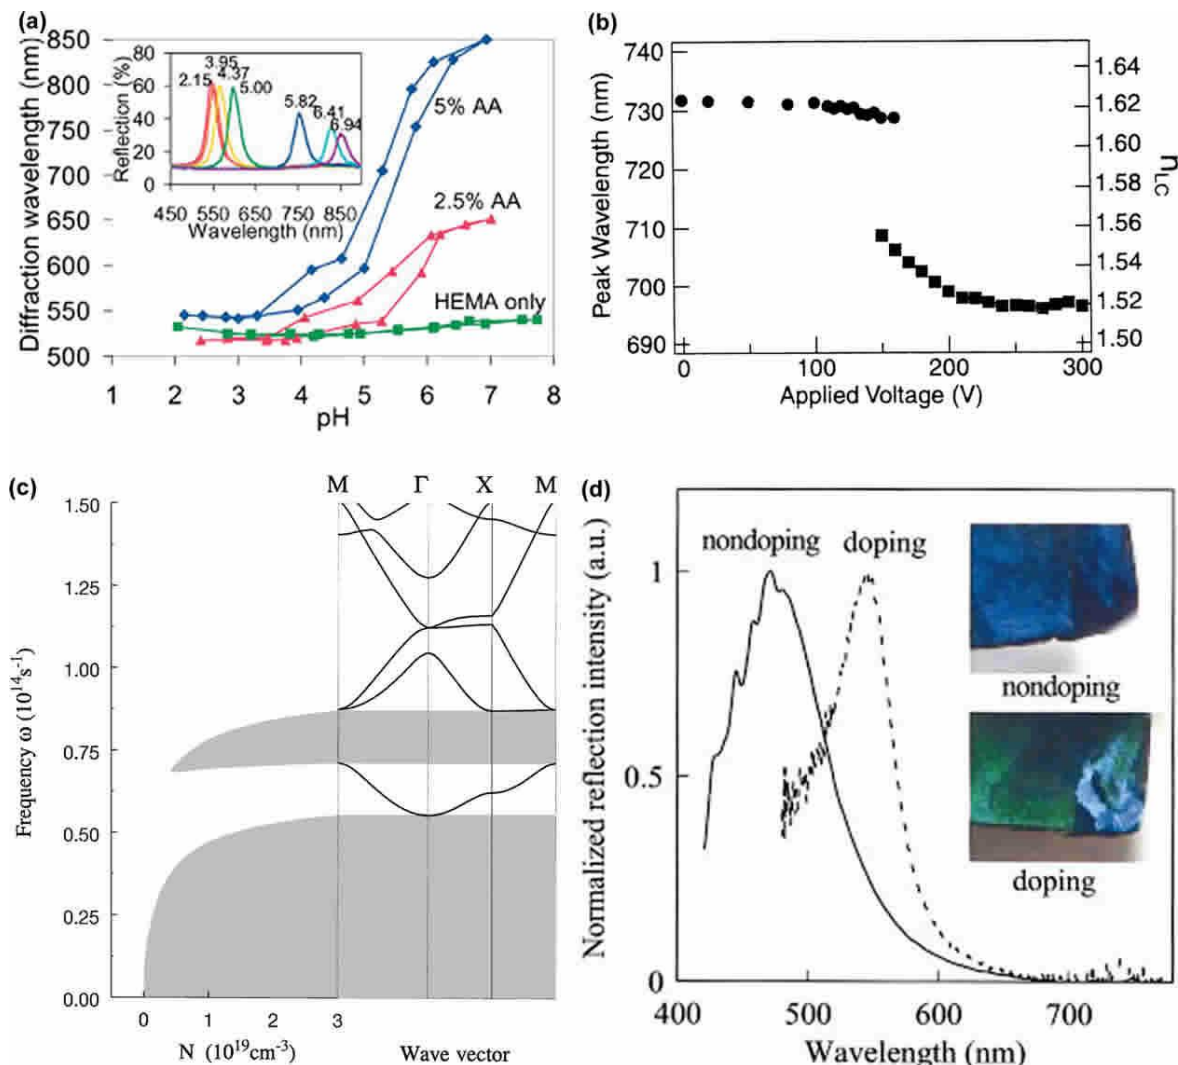 (a)
Diffraction wavelength (nm)
850
800
750
700
650
600
550
500
1 2 3 4 5 6 7 8
pH
5% AA
2.5% AA
HEMA only
Reflection (%)
80
60
40
20
0
3.95
2.15 4.37
5.00
5.82
6.41
6.94
450 550 650 750 850
Wavelength (nm)
(b)
Peak Wavelength (nm)
740
730
720
710
700
690
1.64
1.62
1.60
1.58
1.56
1.54
1.52
1.50
nLC
0 100 200 300
Applied Voltage (V)
(c)
M Γ X M
Frequency ω (10¹⁴s⁻¹)
1.50
1.25
1.00
0.75
0.50
0.25
0.00
0 1 2 3
N (10¹⁹cm⁻³) Wave vector
(d)
Normalized reflection intensity (a.u.)
1
0.5
0
nondoping doping
nondoping
doping
400 500 600 700
Wavelength (nm)